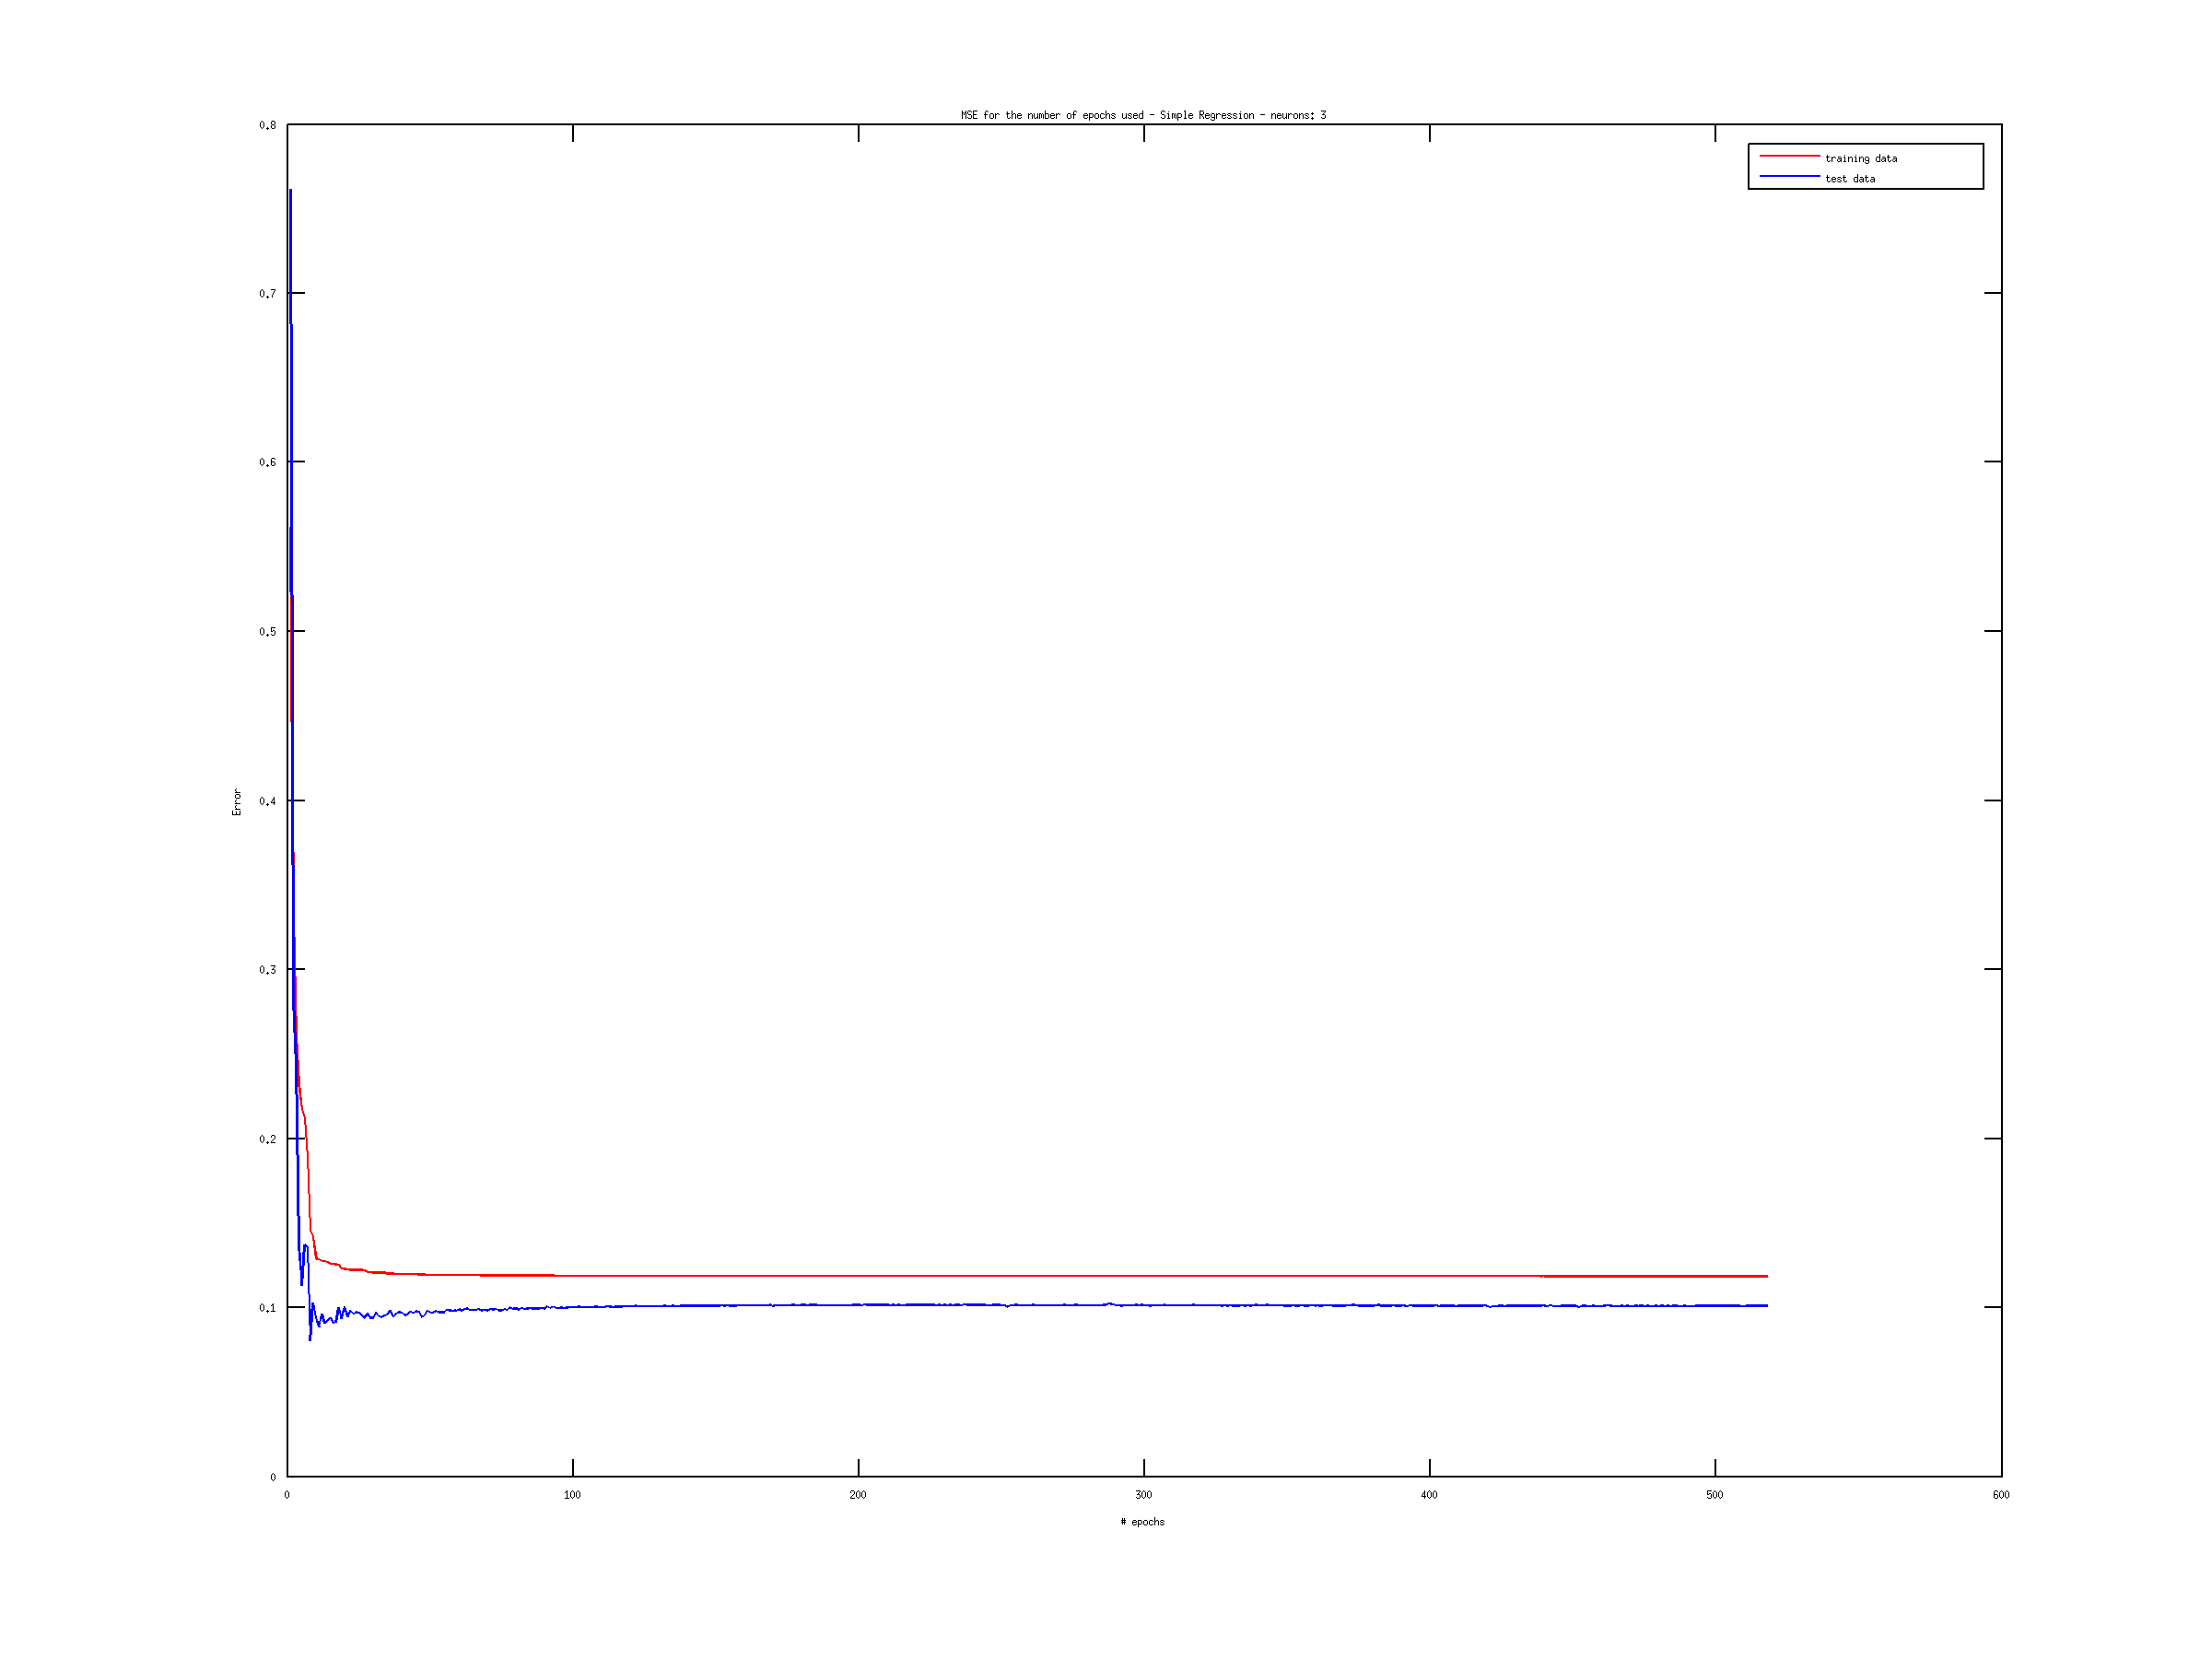 MSE for the number of epochs used - Simple Regression - neurons: 3
0.8
0.7
0.6
0.5
0.4
0.3
0.2
0.1
0
Error
training data
test data
0 100 200 300 400 500 600
# epochs